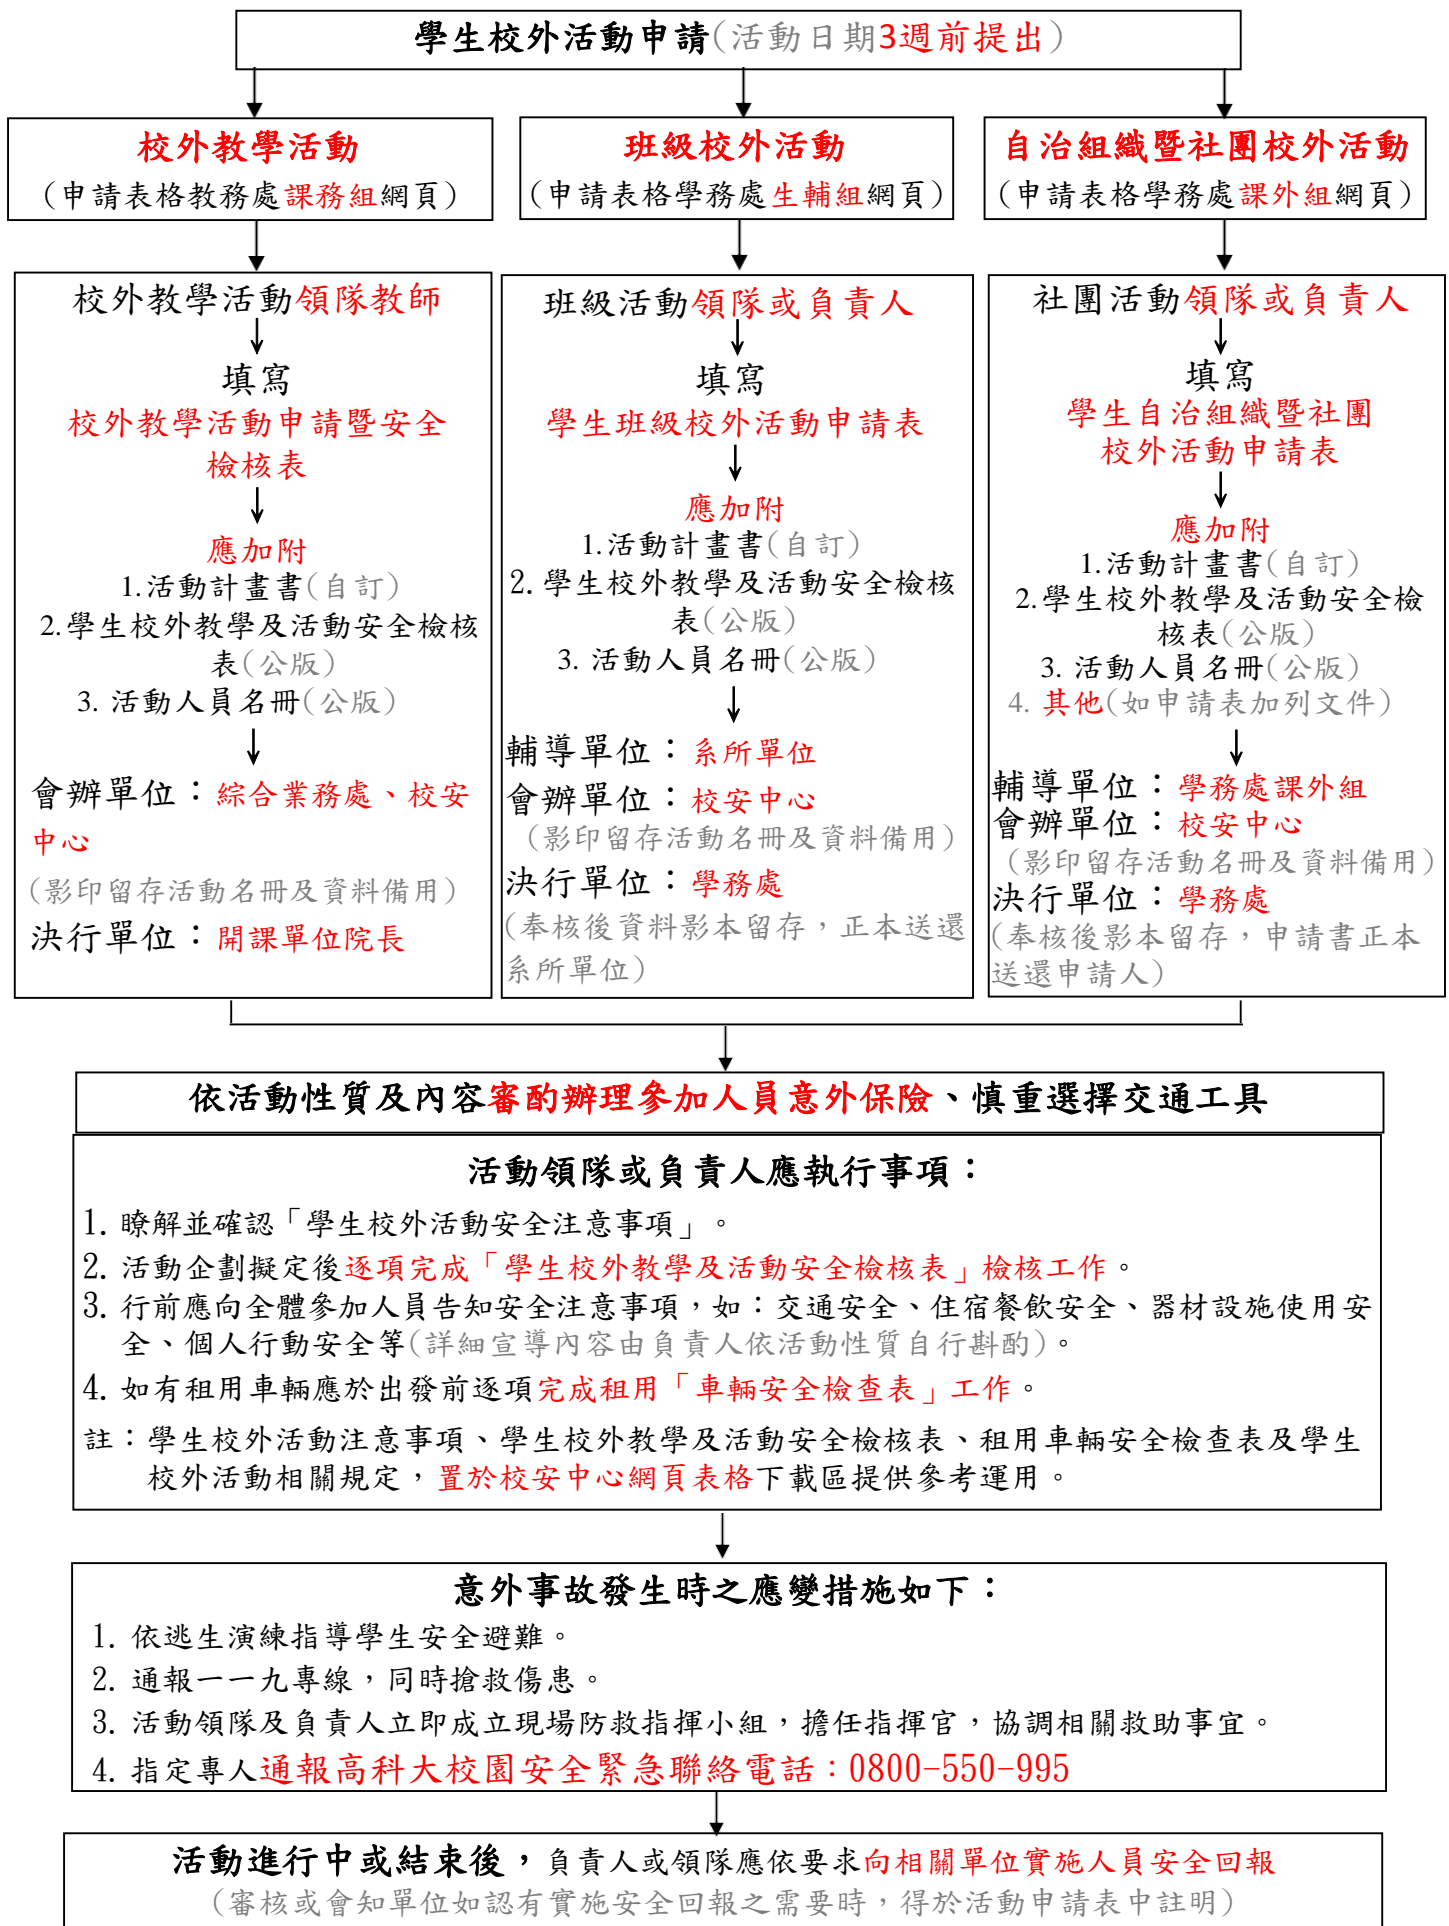 學生校外活動申請(活動日期3週前提出)
校外教學活動
(申請表格教務處課務組網頁)
班級校外活動
(申請表格學務處生輔組網頁)
自治組織暨社團校外活動
(申請表格學務處課外組網頁)
校外教學活動領隊教師
填寫
校外教學活動申請暨安全
檢核表
應加附
1.活動計畫書(自訂)
2.學生校外教學及活動安全檢核
表(公版)
3. 活動人員名冊(公版)
會辦單位：綜合業務處、校安
中心
(影印留存活動名冊及資料備用)
決行單位：開課單位院長
班級活動領隊或負責人
填寫
學生班級校外活動申請表
應加附
1.活動計畫書(自訂)
2. 學生校外教學及活動安全檢核
表(公版)
3. 活動人員名冊(公版)
輔導單位：系所單位
會辦單位：校安中心
(影印留存活動名冊及資料備用)
決行單位：學務處
(奉核後資料影本留存，正本送還
系所單位)
社團活動領隊或負責人
填寫
學生自治組織暨社團
校外活動申請表
應加附
1.活動計畫書(自訂)
2.學生校外教學及活動安全檢
核表(公版)
3. 活動人員名冊(公版)
4. 其他(如申請表加列文件)
輔導單位：學務處課外組
會辦單位：校安中心
(影印留存活動名冊及資料備用)
決行單位：學務處
(奉核後影本留存，申請書正本
送還申請人)
依活動性質及內容審酌辦理參加人員意外保險、慎重選擇交通工具
活動領隊或負責人應執行事項：
1. 瞭解並確認「學生校外活動安全注意事項」。
2. 活動企劃擬定後逐項完成「學生校外教學及活動安全檢核表」檢核工作。
3. 行前應向全體參加人員告知安全注意事項，如：交通安全、住宿餐飲安全、器材設施使用安
全、個人行動安全等(詳細宣導內容由負責人依活動性質自行斟酌)。
4. 如有租用車輛應於出發前逐項完成租用「車輛安全檢查表」工作。
註：學生校外活動注意事項、學生校外教學及活動安全檢核表、租用車輛安全檢查表及學生
校外活動相關規定，置於校安中心網頁表格下載區提供參考運用。
意外事故發生時之應變措施如下：
1. 依逃生演練指導學生安全避難。
2. 通報一一九專線，同時搶救傷患。
3. 活動領隊及負責人立即成立現場防救指揮小組，擔任指揮官，協調相關救助事宜。
4. 指定專人通報高科大校園安全緊急聯絡電話：0800-550-995
活動進行中或結束後，負責人或領隊應依要求向相關單位實施人員安全回報
(審核或會知單位如認有實施安全回報之需要時，得於活動申請表中註明)